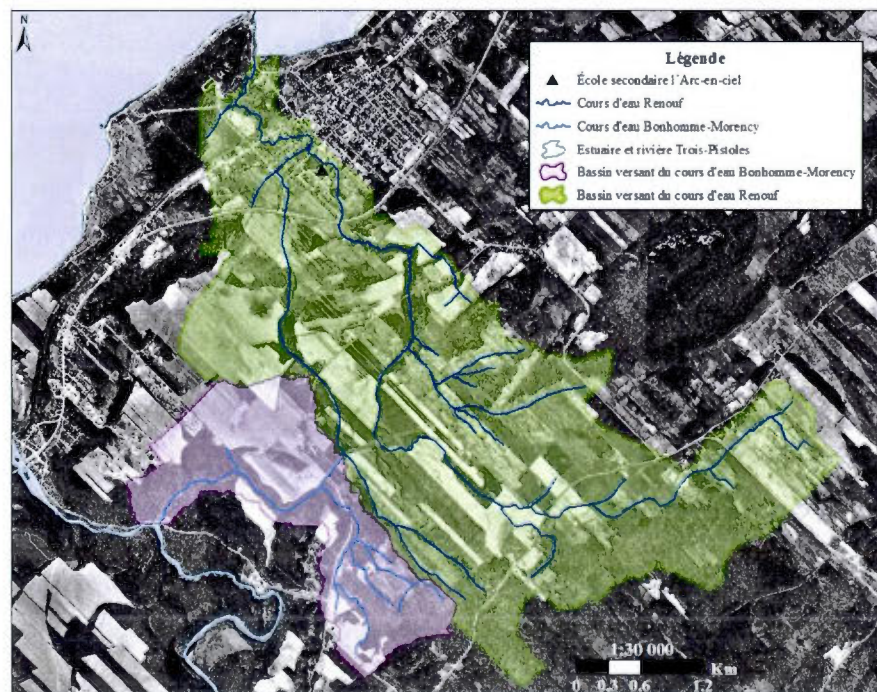 N
Légende
École secondaire l'Arc-en-ciel
Cours d'eau Renouf
Cours d'eau Bonhomme-Morency
Estuaire et rivière Trois-Pistoles
Bassin versant du cours d'eau Bonhomme-Morency
Bassin versant du cours d'eau Renouf
1:30 000
Km
0 0.3 0.6 1.2